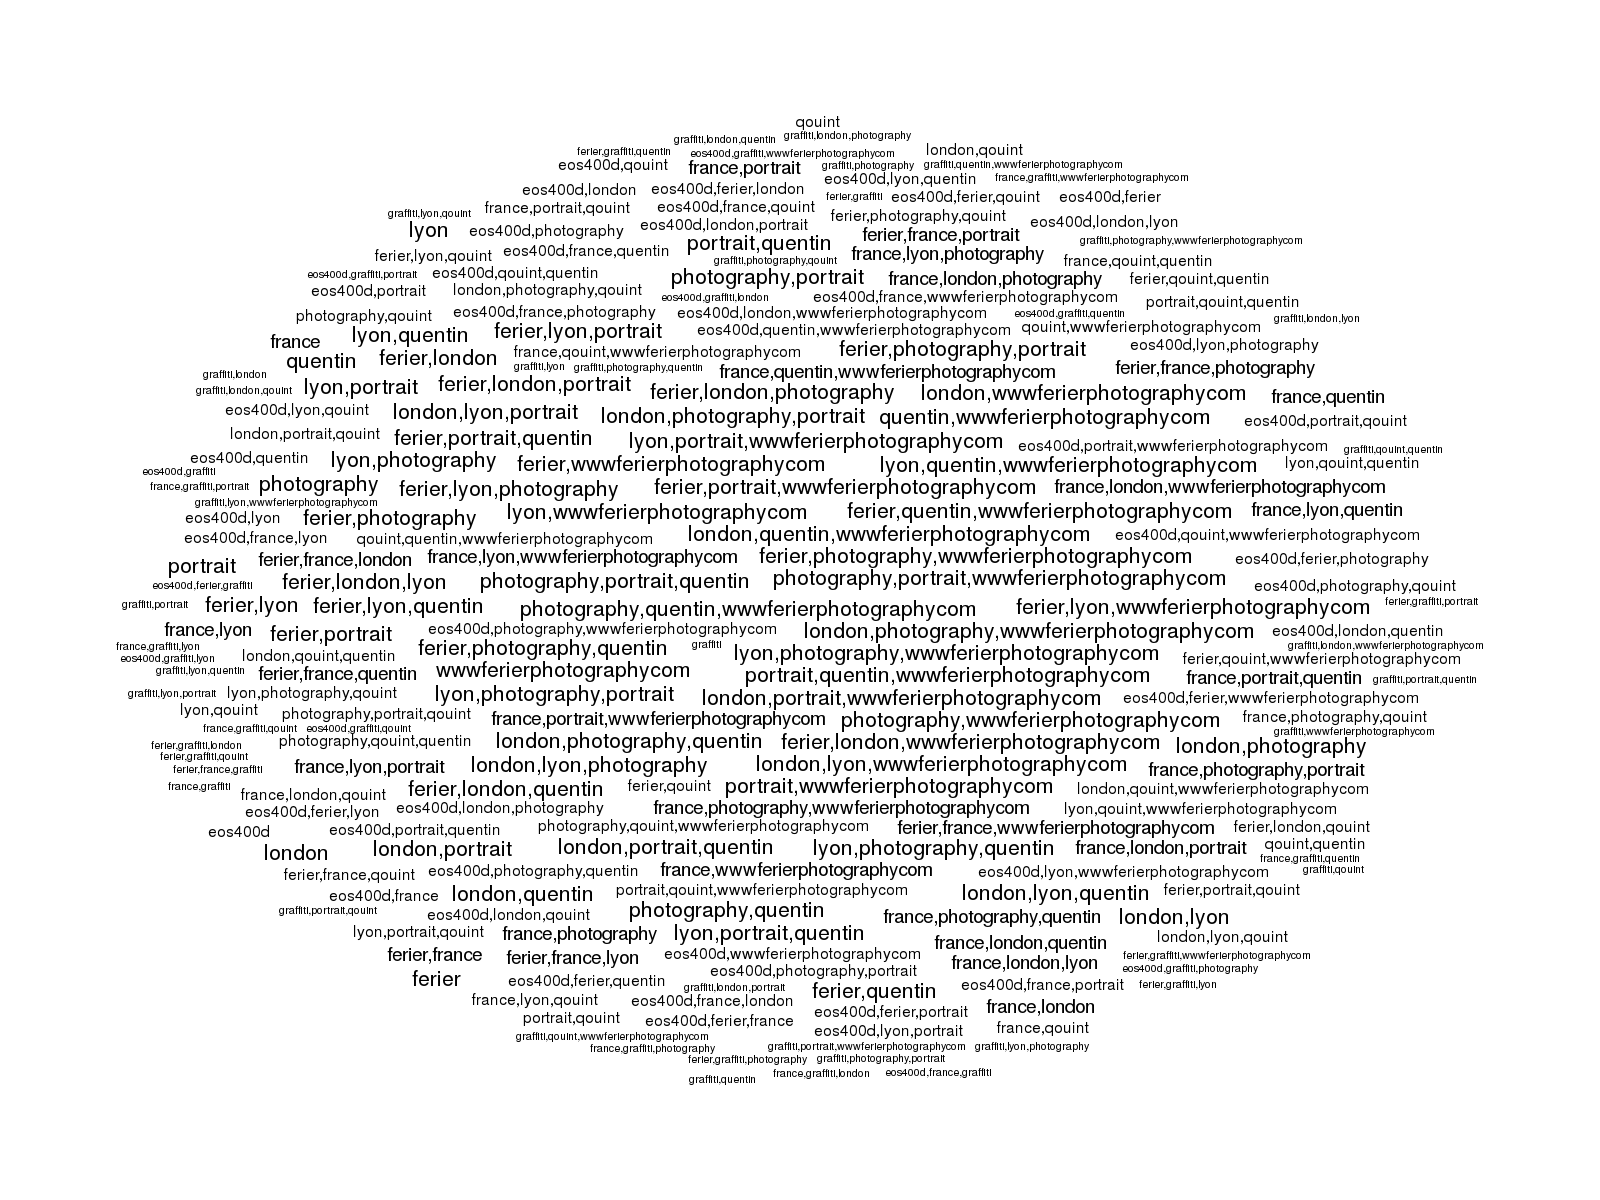 qouint
graffiti,london,quentin graffiti,london,photography
ferier,graffiti,quentin eos400d,graffiti,wwwferierphotographycom london,qouint
eos400d,qouint france,portrait graffiti,photography graffiti,quentin,wwwferierphotographycom
eos400d,lyon,quentin france,graffiti,wwwferierphotographycom
eos400d,london eos400d,ferier,london ferier,graffiti eos400d,ferier,qouint eos400d,ferier
graffiti,lyon,qouint france,portrait,qouint eos400d,france,qouint ferier,photography,qouint
lyon eos400d,photography eos400d,london,portrait ferier,france,portrait eos400d,london,lyon
portrait,quentin graffiti,photography,wwwferierphotographycom
ferier,lyon,qouint eos400d,france,quentin graffiti,photography,qouint france,lyon,photography france,qouint,quentin
eos400d,graffiti,portrait eos400d,qouint,quentin photography,portrait france,london,photography ferier,qouint,quentin
eos400d,portrait london,photography,qouint eos400d,graffiti,london eos400d,france,wwwferierphotographycom portrait,qouint,quentin
photography,qouint eos400d,france,photography eos400d,london,wwwferierphotographycom eos400d,graffiti,quentin graffiti,london,lyon
france lyon,quentin ferier,lyon,portrait eos400d,quentin,wwwferierphotographycom qouint,wwwferierphotographycom
quentin ferier,london france,qouint,wwwferierphotographycom ferier,photography,portrait eos400d,lyon,photography
graffiti,london graffiti,lyon graffiti,photography,quentin france,quentin,wwwferierphotographycom ferier,france,photography
graffiti,london,qouint lyon,portrait ferier,london,portrait ferier,london,photography london,wwwferierphotographycom france,quentin
eos400d,lyon,qouint london,lyon,portrait london,photography,portrait quentin,wwwferierphotographycom eos400d,portrait,qouint
london,portrait,qouint ferier,portrait,quentin lyon,portrait,wwwferierphotographycom eos400d,portrait,wwwferierphotographycom graffiti,qouint,quentin
eos400d,quentin lyon,photography ferier,wwwferierphotographycom lyon,quentin,wwwferierphotographycom lyon,qouint,quentin
eos400d,graffiti
france,graffiti,portrait photography ferier,lyon,photography ferier,portrait,wwwferierphotographycom france,london,wwwferierphotographycom
graffiti,lyon,wwwferierphotographycom
eos400d,lyon ferier,photography lyon,wwwferierphotographycom ferier,quentin,wwwferierphotographycom france,lyon,quentin
eos400d,france,lyon qouint,quentin,wwwferierphotographycom london,quentin,wwwferierphotographycom eos400d,qouint,wwwferierphotographycom
portrait ferier,france,london france,lyon,wwwferierphotographycom ferier,photography,wwwferierphotographycom eos400d,ferier,photography
eos400d,ferier,graffiti ferier,london,lyon photography,portrait,quentin photography,portrait,wwwferierphotographycom eos400d,photography,qouint
graffiti,portrait ferier,lyon ferier,lyon,quentin photography,quentin,wwwferierphotographycom ferier,lyon,wwwferierphotographycom ferier,graffiti,portrait
france,lyon ferier,portrait eos400d,photography,wwwferierphotographycom london,photography,wwwferierphotographycom eos400d,london,quentin
france,graffiti,lyon ferier,photography,quentin graffiti graffiti,london,wwwferierphotographycom
eos400d,graffiti,lyon london,qouint,quentin lyon,photography,wwwferierphotographycom ferier,qouint,wwwferierphotographycom
graffiti,lyon,quentin ferier,france,quentin wwwferierphotographycom portrait,quentin,wwwferierphotographycom france,portrait,quentin graffiti,portrait,quentin
graffiti,lyon,portrait lyon,photography,qouint lyon,photography,portrait london,portrait,wwwferierphotographycom eos400d,ferier,wwwferierphotographycom
lyon,qouint photography,portrait,qouint france,portrait,wwwferierphotographycom photography,wwwferierphotographycom france,photography,qouint
france,graffiti,qouint eos400d,graffiti,qouint graffiti,wwwferierphotographycom
ferier,graffiti,london photography,qouint,quentin london,photography,quentin ferier,london,wwwferierphotographycom london,photography
ferier,graffiti,qouint
ferier,france,graffiti france,lyon,portrait london,lyon,photography london,lyon,wwwferierphotographycom france,photography,portrait
france,graffiti france,london,qouint ferier,london,quentin ferier,qouint portrait,wwwferierphotographycom london,qouint,wwwferierphotographycom
eos400d,ferier,lyon eos400d,london,photography france,photography,wwwferierphotographycom lyon,qouint,wwwferierphotographycom
eos400d eos400d,portrait,quentin photography,qouint,wwwferierphotographycom ferier,france,wwwferierphotographycom ferier,london,qouint
london london,portrait london,portrait,quentin lyon,photography,quentin france,london,portrait qouint,quentin
france,graffiti,quentin
ferier,france,qouint eos400d,photography,quentin france,wwwferierphotographycom eos400d,lyon,wwwferierphotographycom graffiti,qouint
eos400d,france london,quentin portrait,qouint,wwwferierphotographycom london,lyon,quentin ferier,portrait,qouint
graffiti,portrait,qouint eos400d,london,qouint photography,quentin france,photography,quentin london,lyon
lyon,portrait,qouint france,photography lyon,portrait,quentin france,london,quentin london,lyon,qouint
ferier,france ferier,france,lyon eos400d,wwwferierphotographycom france,london,lyon ferier,graffiti,wwwferierphotographycom
eos400d,photography,portrait eos400d,graffiti,photography
ferier eos400d,ferier,quentin graffiti,london,portrait ferier,quentin eos400d,france,portrait ferier,graffiti,lyon
france,lyon,qouint eos400d,france,london eos400d,ferier,portrait france,london
portrait,qouint eos400d,ferier,france eos400d,lyon,portrait france,qouint
graffiti,qouint,wwwferierphotographycom
france,graffiti,photography graffiti,portrait,wwwferierphotographycom graffiti,lyon,photography
ferier,graffiti,photography graffiti,photography,portrait
graffiti,quentin france,graffiti,london eos400d,france,graffiti